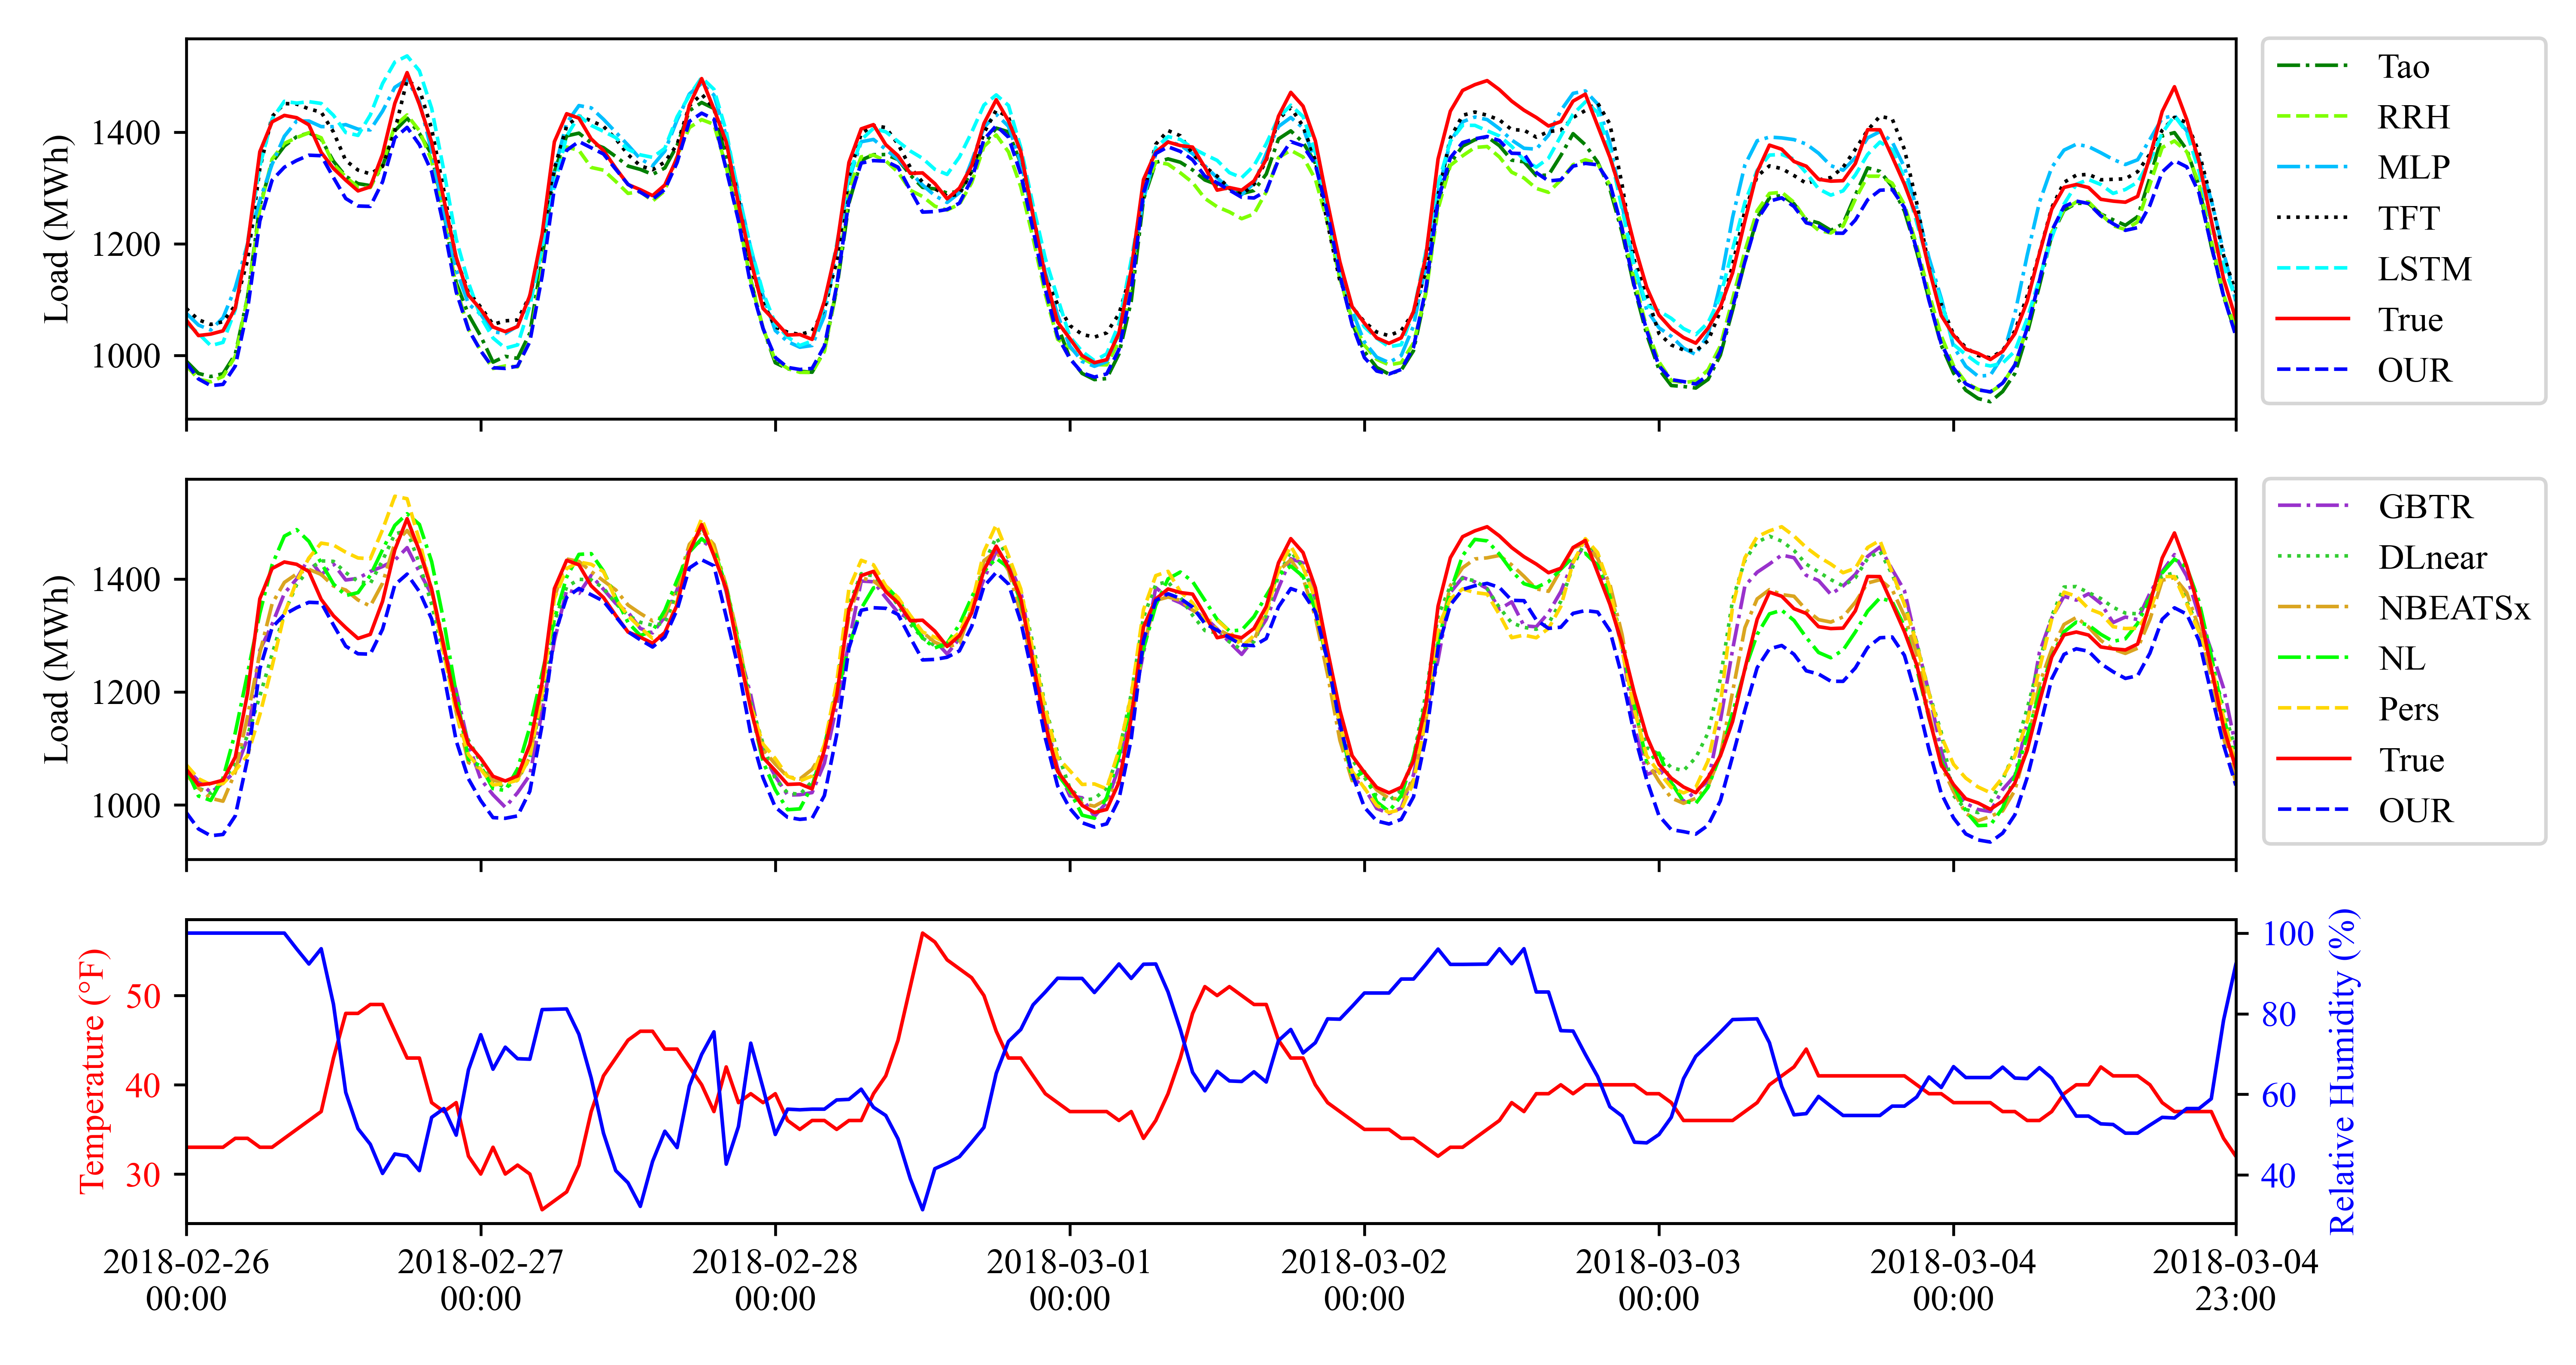 Load (MWh)
1400
1200
1000
Tao
RRH
MLP
TFT
LSTM
True
OUR
Load (MWh)
1400
1200
1000
GBTR
DLnear
NBEATSx
NL
Pers
True
OUR
Temperature (°F)
50
40
30
100
80
60
40
Relative Humidity (%)
2018-02-26 2018-02-27 2018-02-28 2018-03-01 2018-03-02 2018-03-03 2018-03-04 2018-03-04
00:00 00:00 00:00 00:00 00:00 00:00 00:00 23:00